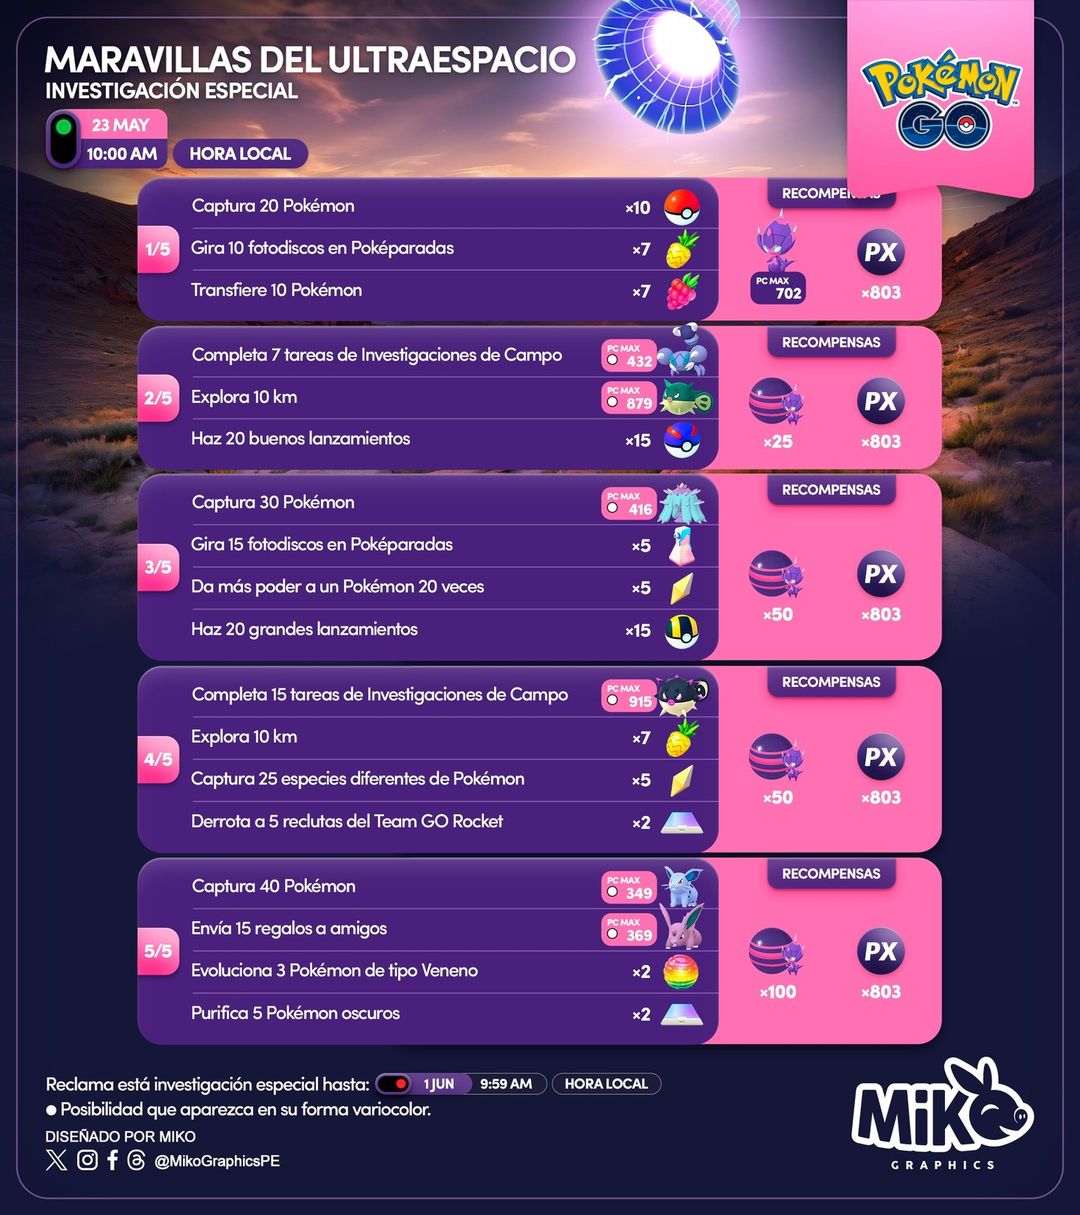 MARAVILLAS DEL ULTRAESPACIO
INVESTIGACIÓN ESPECIAL
23 MAY
10:00 AM HORA LOCAL
POKÉMON
GO
1/5
Captura 20 Pokémon ×10
Gira 10 fotodiscos en Poképaradas ×7
Transfiere 10 Pokémon ×7
RECOMPENSAS
PC MAX
702
PX
×803
2/5
Completa 7 tareas de Investigaciones de Campo PC MAX 432
Explora 10 km PC MAX 879
Haz 20 buenos lanzamientos ×15
RECOMPENSAS
PX
×25 ×803
3/5
Captura 30 Pokémon PC MAX 416
Gira 15 fotodiscos en Poképaradas ×5
Da más poder a un Pokémon 20 veces ×5
Haz 20 grandes lanzamientos ×15
RECOMPENSAS
PX
×50 ×803
4/5
Completa 15 tareas de Investigaciones de Campo PC MAX 915
Explora 10 km ×7
Captura 25 especies diferentes de Pokémon ×5
Derrota a 5 reclutas del Team GO Rocket ×2
RECOMPENSAS
PX
×50 ×803
5/5
Captura 40 Pokémon PC MAX 349
Envía 15 regalos a amigos PC MAX 369
Evoluciona 3 Pokémon de tipo Veneno ×2
Purifica 5 Pokémon oscuros ×2
RECOMPENSAS
PX
×100 ×803
Reclama está investigación especial hasta: 1 JUN 9:59 AM HORA LOCAL
Posibilidad que aparezca en su forma variocolor.
DISEÑADO POR MIKO
@MikoGraphicsPE
MiKO
GRAPHICS